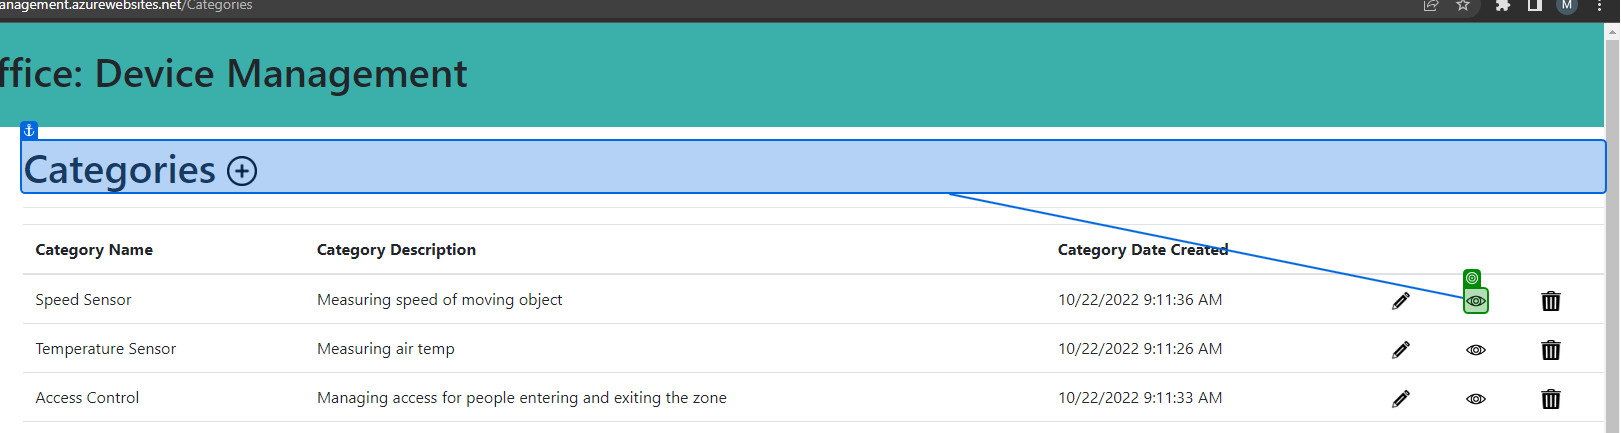 anagement.azurewebsites.net/Categories
M
ffice: Device Management
Categories
Category Name Category Description Category Date Created
Speed Sensor Measuring speed of moving object 10/22/2022 9:11:36 AM
Temperature Sensor Measuring air temp 10/22/2022 9:11:26 AM
Access Control Managing access for people entering and exiting the zone 10/22/2022 9:11:33 AM